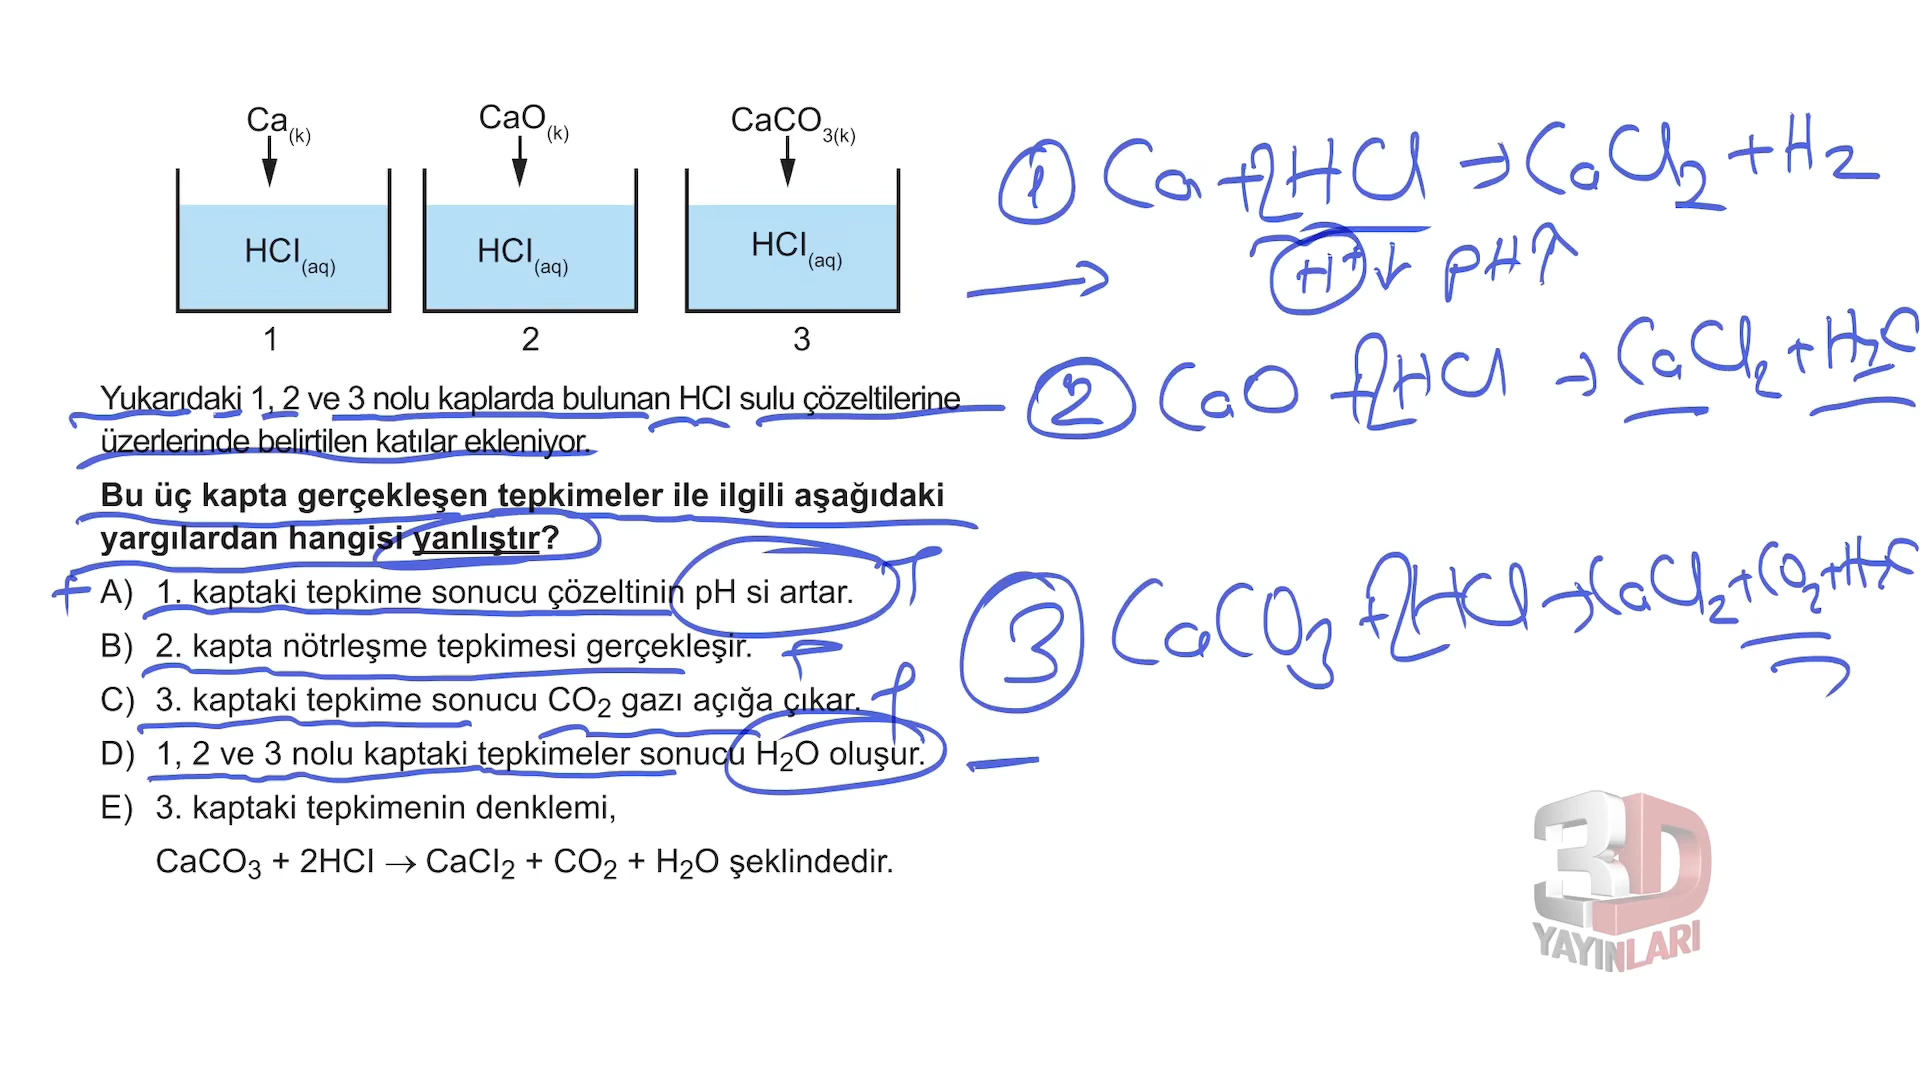 Ca(k)
CaO(k)
CaCO3(k)
HCl(aq)
HCl(aq)
HCl(aq)
1
2
3
Yukarıdaki 1, 2 ve 3 nolu kaplarda bulunan HCl sulu çözeltilerine
üzerlerinde belirtilen katılar ekleniyor.
Bu üç kapta gerçekleşen tepkimeler ile ilgili aşağıdaki
yargılardan hangisi yanlıştır?
A) 1. kaptaki tepkime sonucu çözeltinin pH si artar.
B) 2. kapta nötrleşme tepkimesi gerçekleşir.
C) 3. kaptaki tepkime sonucu CO2 gazı açığa çıkar.
D) 1, 2 ve 3 nolu kaptaki tepkimeler sonucu H2O oluşur.
E) 3. kaptaki tepkimenin denklemi,
CaCO3 + 2HCl → CaCl2 + CO2 + H2O şeklindedir.
1 Ca + 2HCl → CaCl2 + H2
→ H+ ↓ pH ↑
2 CaO + 2HCl → CaCl2 + H2O
3 CaCO3 + 2HCl → CaCl2 + CO2 + H2O
3D
YAYINLARI